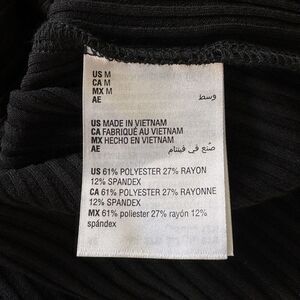 US M
CA M
MX M
AE وسط
US MADE IN VIETNAM
CA FABRIQUÉ AU VIETNAM
MX HECHO EN VIETNAM
AE صنع في فيتنام
US 61% POLYESTER 27% RAYON
12% SPANDEX
CA 61% POLYESTER 27% RAYONNE
12% SPANDEX
MX 61% poliester 27% rayón 12%
spándex